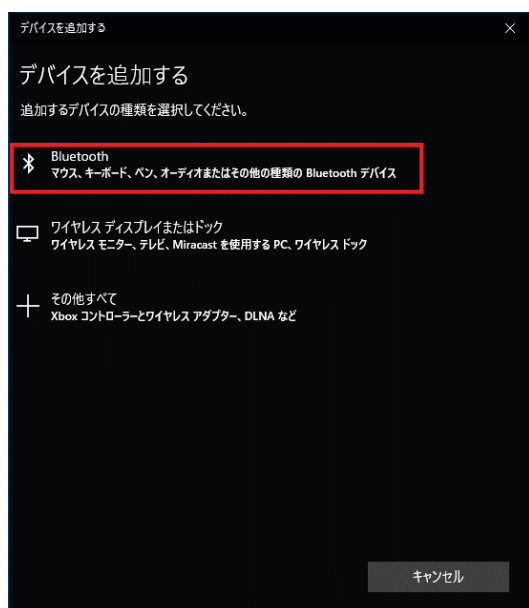 デバイスを追加する
デバイスを追加する
追加するデバイスの種類を選択してください。
Bluetooth
マウス、キーボード、ペン、オーディオまたはその他の種類の Bluetooth デバイス
ワイヤレス ディスプレイまたはドック
ワイヤレス モニター、テレビ、Miracast を使用する PC、ワイヤレス ドック
その他すべて
Xbox コントローラーとワイヤレス アダプター、DLNA など
キャンセル